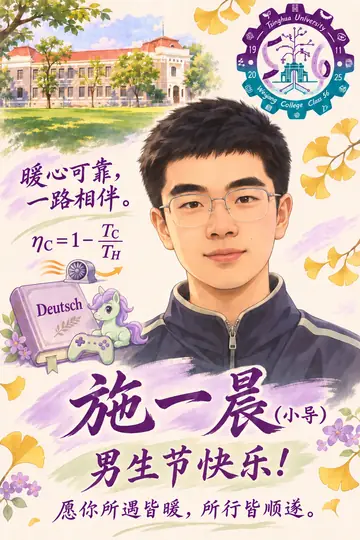 Tsinghua University
19 11
20 25
Weiyang College Class 56
暖心可靠，
一路相伴。
ηC=1-TC/TH
Deutsch
施一晨(小导)
男生节快乐！
愿你所遇皆暖，所行皆顺遂。